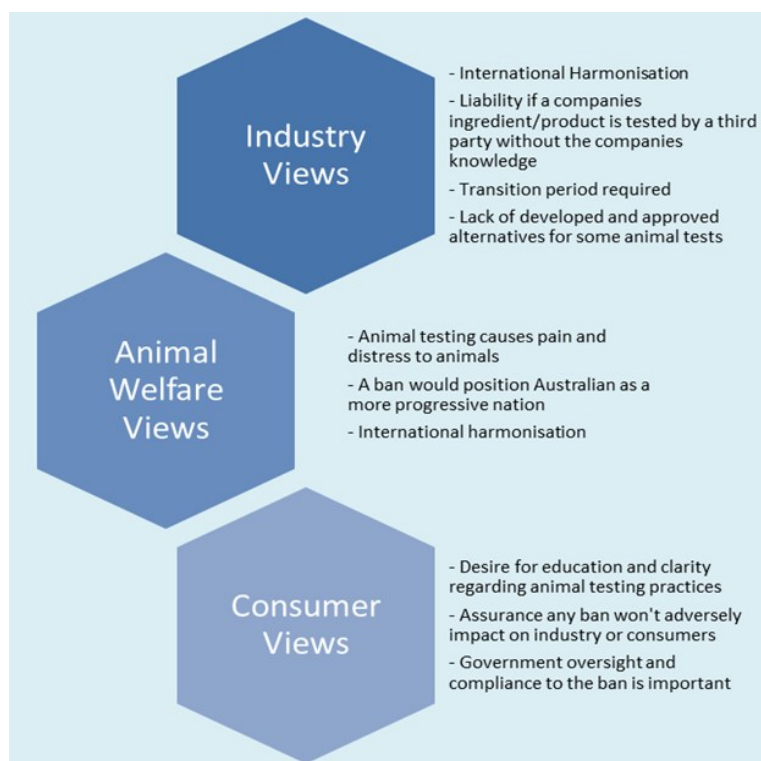 Industry
Views
- International Harmonisation
- Liability if a companies
ingredient/product is tested by a third
party without the companies
knowledge
- Transition period required
- Lack of developed and approved
alternatives for some animal tests
Animal
Welfare
Views
- Animal testing causes pain and
distress to animals
- A ban would position Australian as a
more progressive nation
- International harmonisation
Consumer
Views
- Desire for education and clarity
regarding animal testing practices
- Assurance any ban won't adversely
impact on industry or consumers
- Government oversight and
compliance to the ban is important